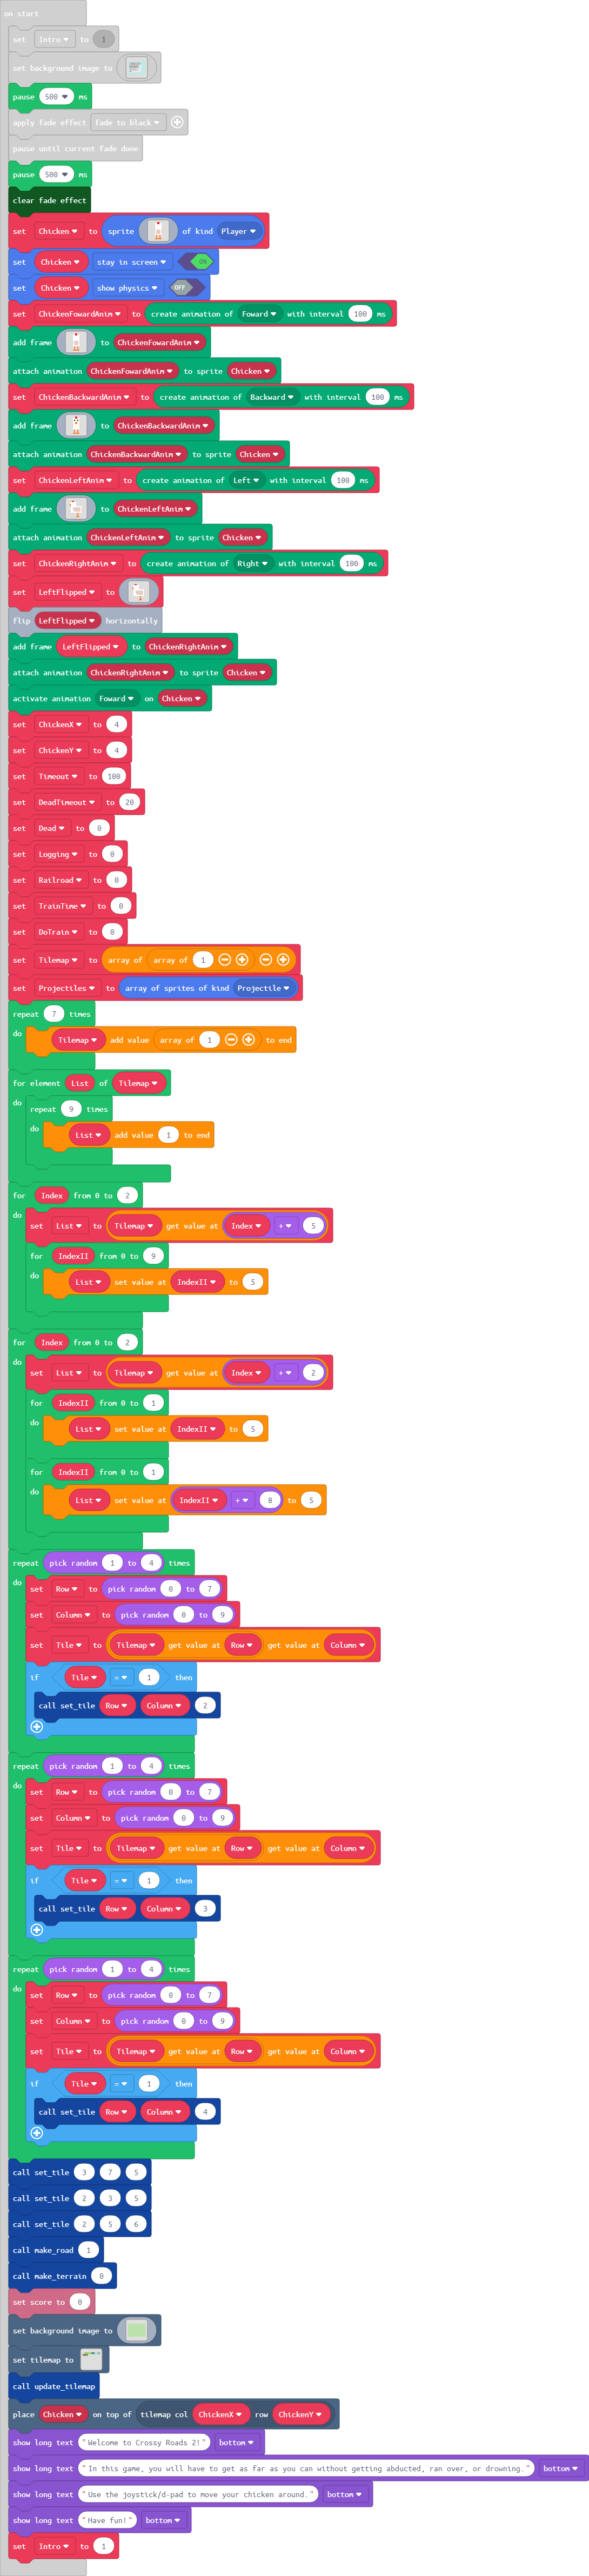 on start
set Intro to 1
set background image to
pause 500 ms
apply fade effect fade to black
pause until current fade done
pause 500 ms
clear fade effect
set Chicken to sprite of kind Player
set Chicken stay in screen ON
set Chicken show physics OFF
set ChickenFowardAnim to create animation of Foward with interval 100 ms
add frame to ChickenFowardAnim
attach animation ChickenFowardAnim to sprite Chicken
set ChickenBackwardAnim to create animation of Backward with interval 100 ms
add frame to ChickenBackwardAnim
attach animation ChickenBackwardAnim to sprite Chicken
set ChickenLeftAnim to create animation of Left with interval 100 ms
add frame to ChickenLeftAnim
attach animation ChickenLeftAnim to sprite Chicken
set ChickenRightAnim to create animation of Right with interval 100 ms
set LeftFlipped to
flip LeftFlipped horizontally
add frame LeftFlipped to ChickenRightAnim
attach animation ChickenRightAnim to sprite Chicken
activate animation Foward on Chicken
set ChickenX to 4
set ChickenY to 4
set Timeout to 100
set DeadTimeout to 20
set Dead to 0
set Logging to 0
set Railroad to 0
set TrainTime to 0
set DoTrain to 0
set Tilemap to array of array of 1
set Projectiles to array of sprites of kind Projectile
repeat 7 times
do
Tilemap add value array of 1 to end
for element List of Tilemap
do
repeat 9 times
do
List add value 1 to end
for Index from 0 to 2
do
set List to Tilemap get value at Index + 5
for IndexII from 0 to 9
do
List set value at IndexII to 5
for Index from 0 to 2
do
set List to Tilemap get value at Index + 2
for IndexII from 0 to 1
do
List set value at IndexII to 5
for IndexII from 0 to 1
do
List set value at IndexII + 8 to 5
repeat pick random 1 to 4 times
do
set Row to pick random 0 to 7
set Column to pick random 0 to 9
set Tile to Tilemap get value at Row get value at Column
if Tile = 1 then
call set_tile Row Column 2
repeat pick random 1 to 4 times
do
set Row to pick random 0 to 7
set Column to pick random 0 to 9
set Tile to Tilemap get value at Row get value at Column
if Tile = 1 then
call set_tile Row Column 3
repeat pick random 1 to 4 times
do
set Row to pick random 0 to 7
set Column to pick random 0 to 9
set Tile to Tilemap get value at Row get value at Column
if Tile = 1 then
call set_tile Row Column 4
call set_tile 3 7 5
call set_tile 2 3 5
call set_tile 2 5 6
call make_road 1
call make_terrain 0
set score to 0
set background image to
set tilemap to
call update_tilemap
place Chicken on top of tilemap col ChickenX row ChickenY
show long text "Welcome to Crossy Roads 2!" bottom
show long text "In this game, you will have to get as far as you can without getting abducted, ran over, or drowning." bottom
show long text "Use the joystick/d-pad to move your chicken around." bottom
show long text "Have fun!" bottom
set Intro to 1